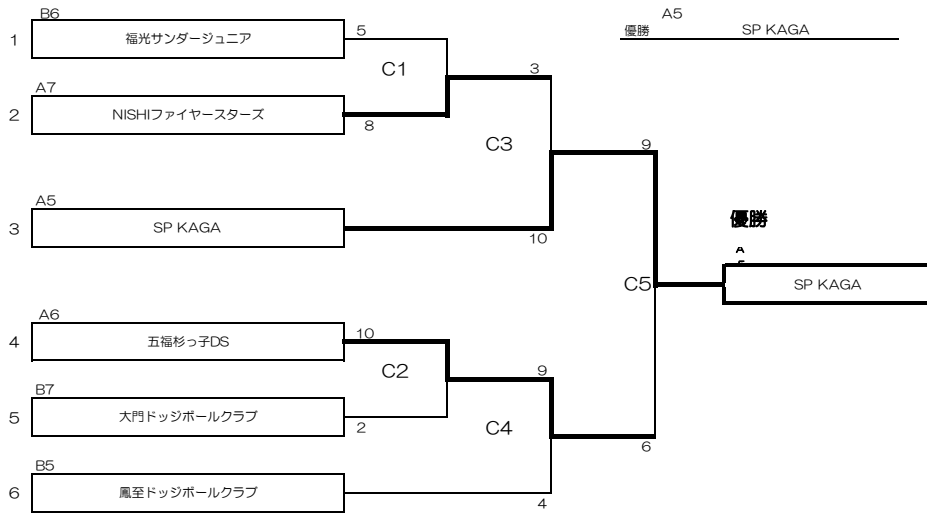 B6
A5
1 福光サンダージュニア 5
優勝 SP KAGA
C1
3
A7
2 NISHIファイヤースターズ
8
C3
9
A5
3 SP KAGA
10
優勝
A
C5
SP KAGA
A6
4 五福杉っ子DS 10
C2
9
B7
5 大門ドッジボールクラブ
2
C4
6
B5
6 鳳至ドッジボールクラブ
4